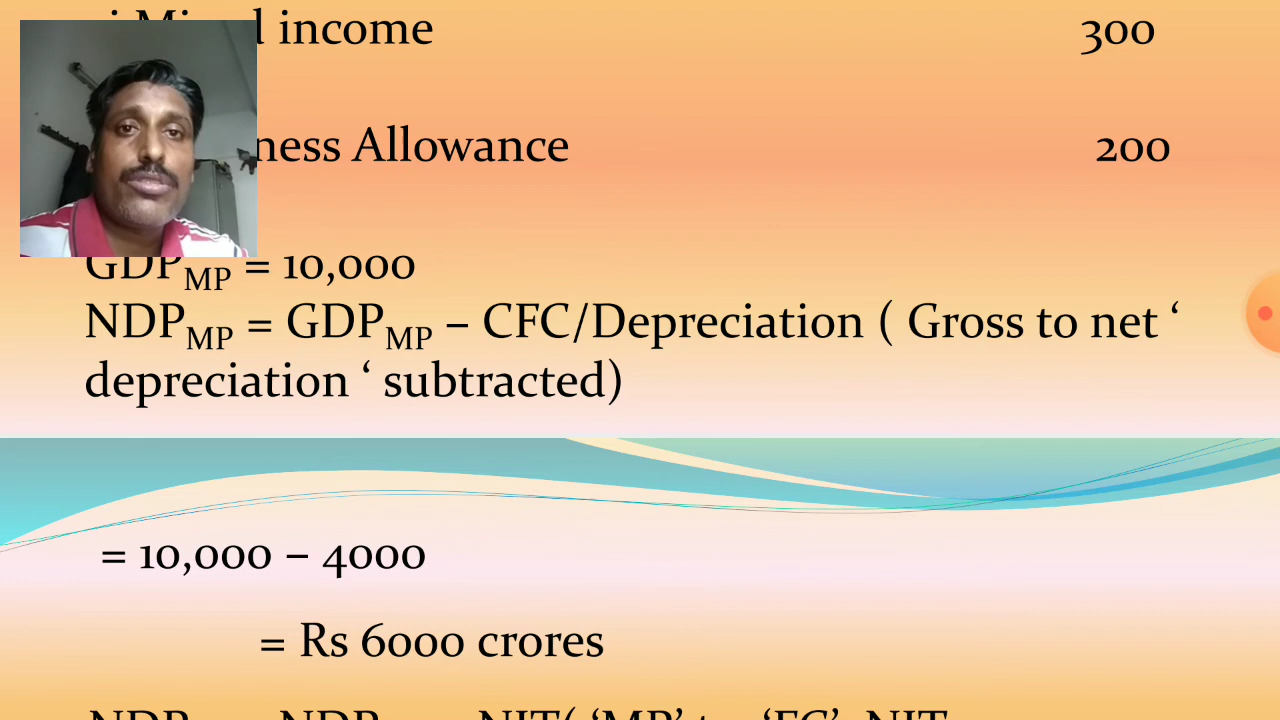 income 300
ness Allowance 200
GDPMP = 10,000
NDPMP = GDPMP – CFC/Depreciation ( Gross to net ‘
depreciation ‘ subtracted)
= 10,000 – 4000
= Rs 6000 crores